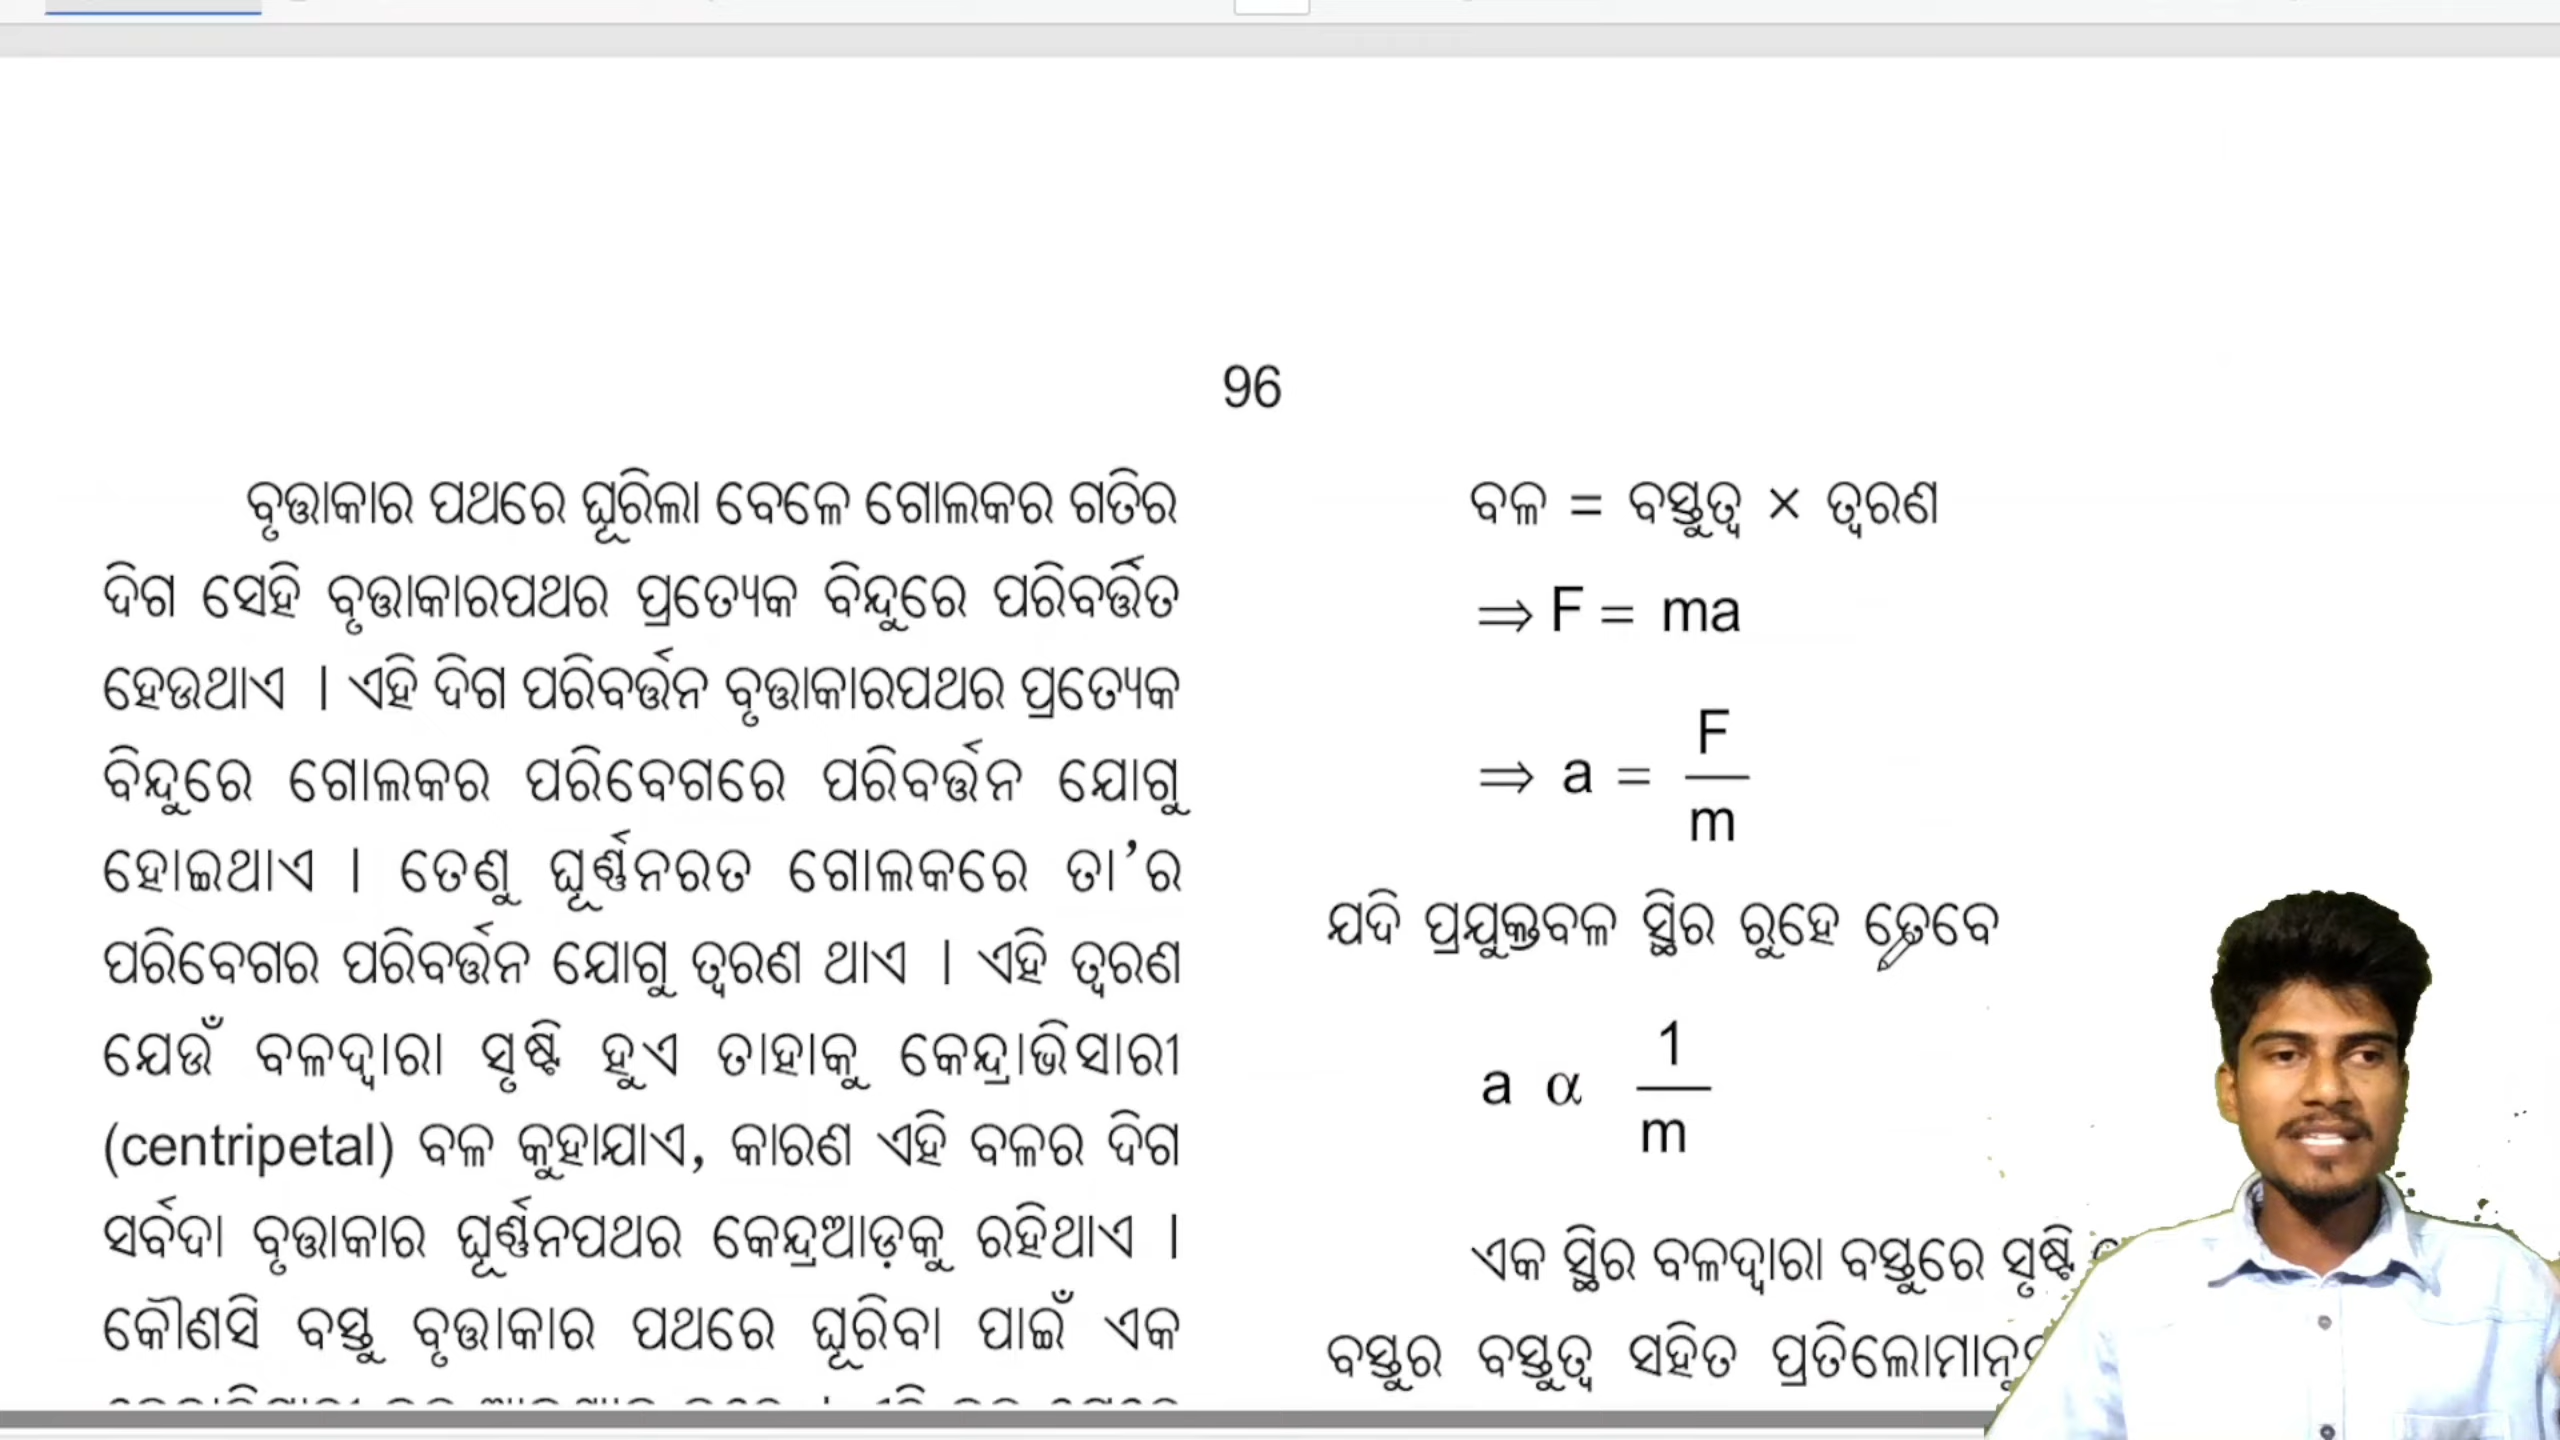 96
ବୃତ୍ତାକାର ପଥରେ ଘୂରିଲା ବେଳେ ଗୋଲକର ଗତିର
ଦିଗ ସେହି ବୃତ୍ତାକାରପଥର ପ୍ରତ୍ୟେକ ବିନ୍ଦୁରେ ପରିବର୍ତ୍ତିତ
ହେଉଥାଏ । ଏହି ଦିଗ ପରିବର୍ତ୍ତନ ବୃତ୍ତାକାରପଥର ପ୍ରତ୍ୟେକ
ବିନ୍ଦୁରେ ଗୋଲକର ପରିବେଗରେ ପରିବର୍ତ୍ତନ ଯୋଗୁ
ହୋଇଥାଏ । ତେଣୁ ଘୂର୍ଣ୍ଣନରତ ଗୋଲକରେ ତା’ର
ପରିବେଗର ପରିବର୍ତ୍ତନ ଯୋଗୁ ତ୍ୱରଣ ଥାଏ । ଏହି ତ୍ୱରଣ
ଯେଉଁ ବଳଦ୍ୱାରା ସୃଷ୍ଟି ହୁଏ ତାହାକୁ କେନ୍ଦ୍ରାଭିସାରୀ
(centripetal) ବଳ କୁହାଯାଏ, କାରଣ ଏହି ବଳର ଦିଗ
ସର୍ବଦା ବୃତ୍ତାକାର ଘୂର୍ଣ୍ଣନପଥର କେନ୍ଦ୍ରଆଡ଼କୁ ରହିଥାଏ ।
କୌଣସି ବସ୍ତୁ ବୃତ୍ତାକାର ପଥରେ ଘୂରିବା ପାଇଁ ଏକ
ବଳ = ବସ୍ତୁତ୍ୱ × ତ୍ୱରଣ
⇒ F = ma
⇒ a = F
m
ଯଦି ପ୍ରଯୁକ୍ତବଳ ସ୍ଥିର ରୁହେ ତେବେ
a α 1
m
ଏକ ସ୍ଥିର ବଳଦ୍ୱାରା ବସ୍ତୁରେ ସୃଷ୍ଟି
ବସ୍ତୁର ବସ୍ତୁତ୍ୱ ସହିତ